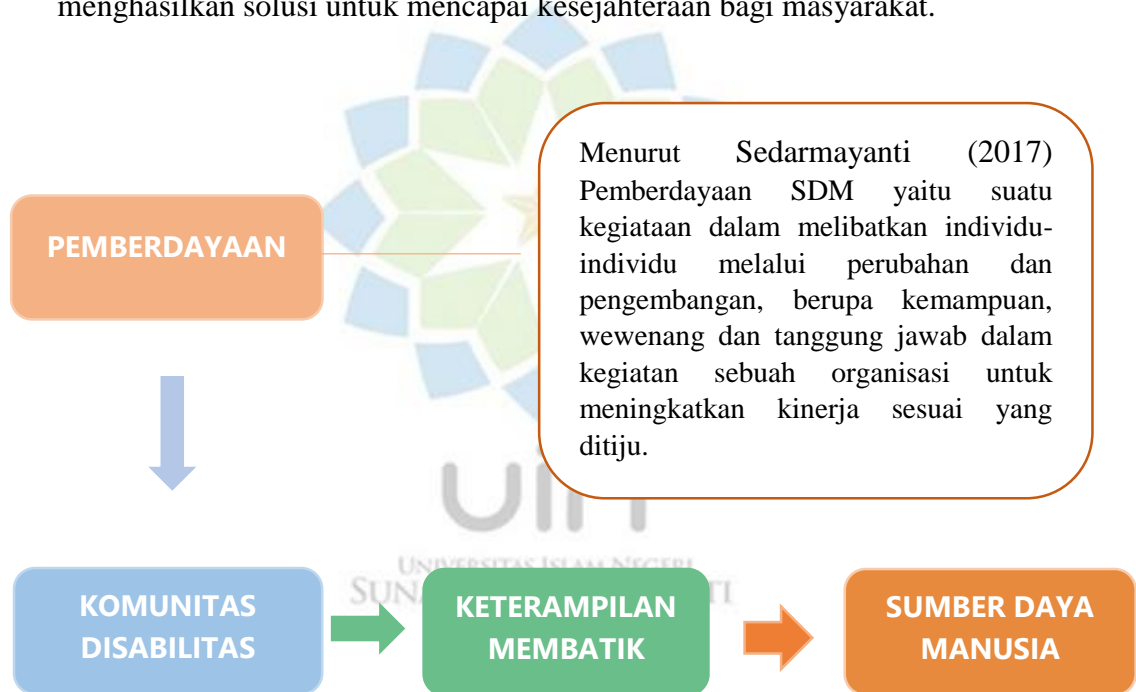 menghasilkan solusi untuk mencapai kesejahteraan bagi masyarakat.
PEMBERDAYAAN
Menurut Sedarmayanti (2017)
Pemberdayaan SDM yaitu suatu
kegiataan dalam melibatkan individu-
individu melalui perubahan dan
pengembangan, berupa kemampuan,
wewenang dan tanggung jawab dalam
kegiatan sebuah organisasi untuk
meningkatkan kinerja sesuai yang
ditiju.
UNIVERSITAS ISLAM NEGERI
KOMUNITAS
DISABILITAS
KETERAMPILAN
MEMBATIK
SUMBER DAYA
MANUSIA